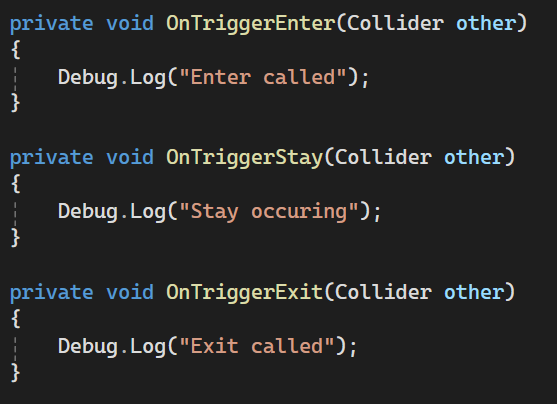 private void OnTriggerEnter(Collider other)
{
    Debug.Log("Enter called");
}

private void OnTriggerStay(Collider other)
{
    Debug.Log("Stay occuring");
}

private void OnTriggerExit(Collider other)
{
    Debug.Log("Exit called");
}